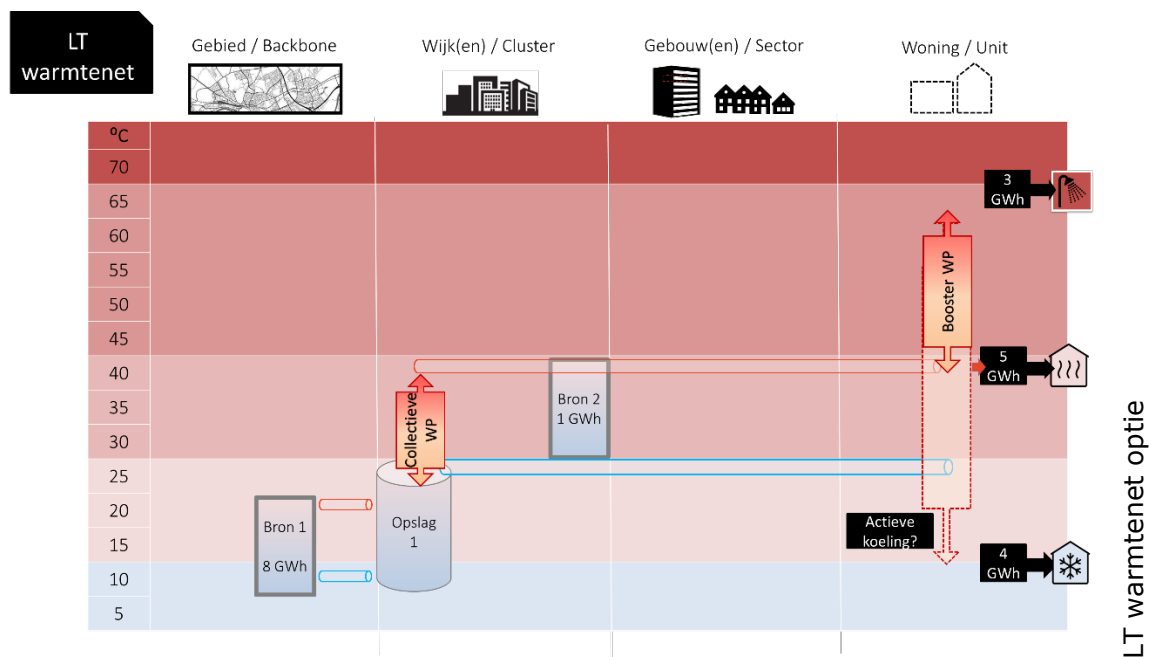 LT
warmtenet
Gebied / Backbone
Wijk(en) / Cluster
Gebouw(en) / Sector
Woning / Unit
⁰C
70
65
60
55
50
45
40
35
30
25
20
15
10
5
Bron 1
8 GWh
Opslag
1
Collectieve
WP
Bron 2
1 GWh
Booster WP
Actieve
koeling?
3
GWh
5
GWh
4
GWh
LT warmtenet optie